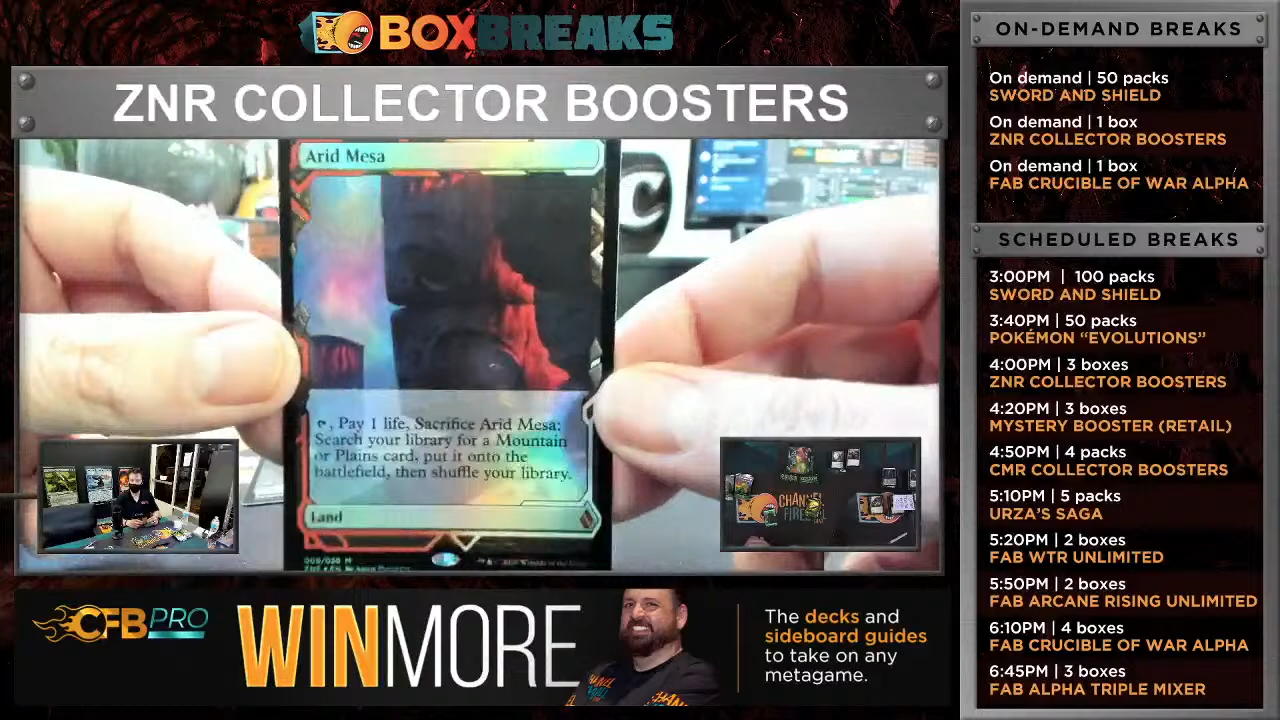 BOXBREAKS
ZNR COLLECTOR BOOSTERS
Arid Mesa
, Pay 1 life, Sacrifice Arid Mesa:
Search your library for a Mountain
or Plains card, put it onto the
battlefield, then shuffle your library.
Land
CHANNEL
FIREBALL
CFBPRO
WINMORE
The decks and
sideboard guides
to take on any
metagame.
ON-DEMAND BREAKS
On demand | 50 packs
SWORD AND SHIELD
On demand | 1 box
ZNR COLLECTOR BOOSTERS
On demand | 1 box
FAB CRUCIBLE OF WAR ALPHA
SCHEDULED BREAKS
3:00PM | 100 packs
SWORD AND SHIELD
3:40PM | 50 packs
POKÉMON “EVOLUTIONS”
4:00PM | 3 boxes
ZNR COLLECTOR BOOSTERS
4:20PM | 3 boxes
MYSTERY BOOSTER (RETAIL)
4:50PM | 4 packs
CMR COLLECTOR BOOSTERS
5:10PM | 5 packs
URZA’S SAGA
5:20PM | 2 boxes
FAB WTR UNLIMITED
5:50PM | 2 boxes
FAB ARCANE RISING UNLIMITED
6:10PM | 4 boxes
FAB CRUCIBLE OF WAR ALPHA
6:45PM | 3 boxes
FAB ALPHA TRIPLE MIXER